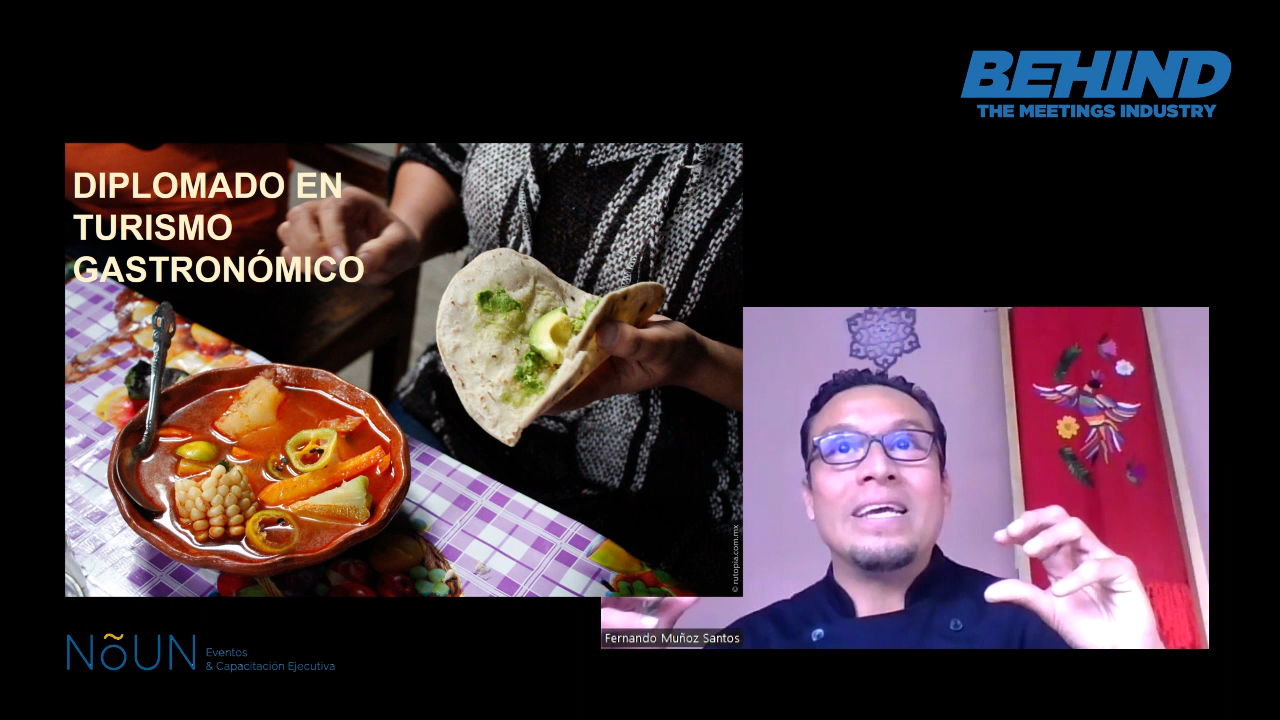 BEHIND
THE MEETINGS INDUSTRY
DIPLOMADO EN
TURISMO
GASTRONÓMICO
© rutopia.com.mx
Fernando Muñoz Santos
NõUN
Eventos
& Capacitación Ejecutiva